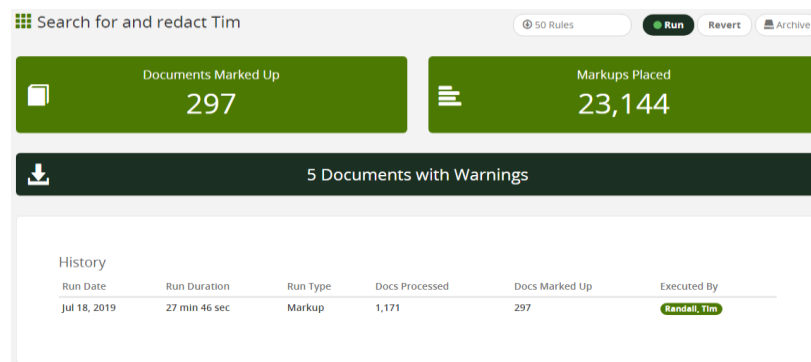 Search for and redact Tim
50 Rules
Run
Revert
Archive
Documents Marked Up
297
Markups Placed
23,144
5 Documents with Warnings
History
Run Date Run Duration Run Type Docs Processed Docs Marked Up Executed By
Jul 18, 2019 27 min 46 sec Markup 1,171 297 Randall, Tim